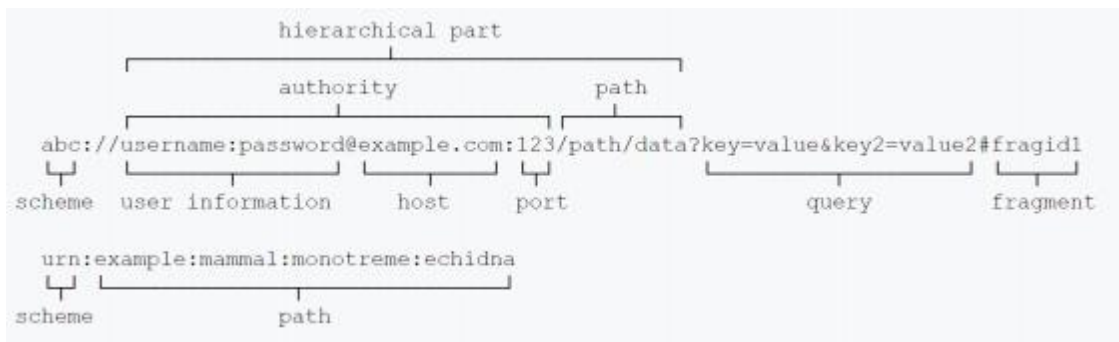 hierarchical part
authority path
abc://username:password@example.com:123/path/data?key=value&key2=value2#fragid1
scheme user information host port query fragment
urn:example:mammal:monotreme:echidna
scheme path